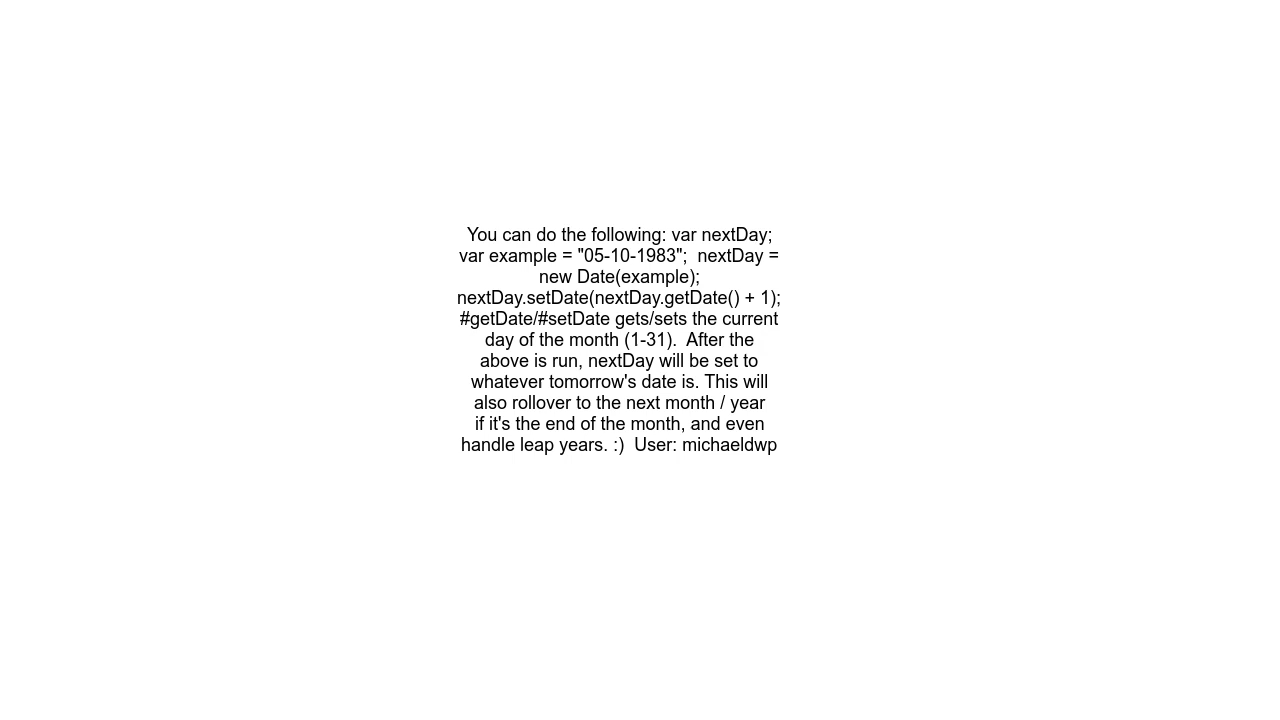 You can do the following: var nextDay;
var example = "05-10-1983";  nextDay =
new Date(example);
nextDay.setDate(nextDay.getDate() + 1);
#getDate/#setDate gets/sets the current
day of the month (1-31).  After the
above is run, nextDay will be set to
whatever tomorrow's date is. This will
also rollover to the next month / year
if it's the end of the month, and even
handle leap years. :)  User: michaeldwp